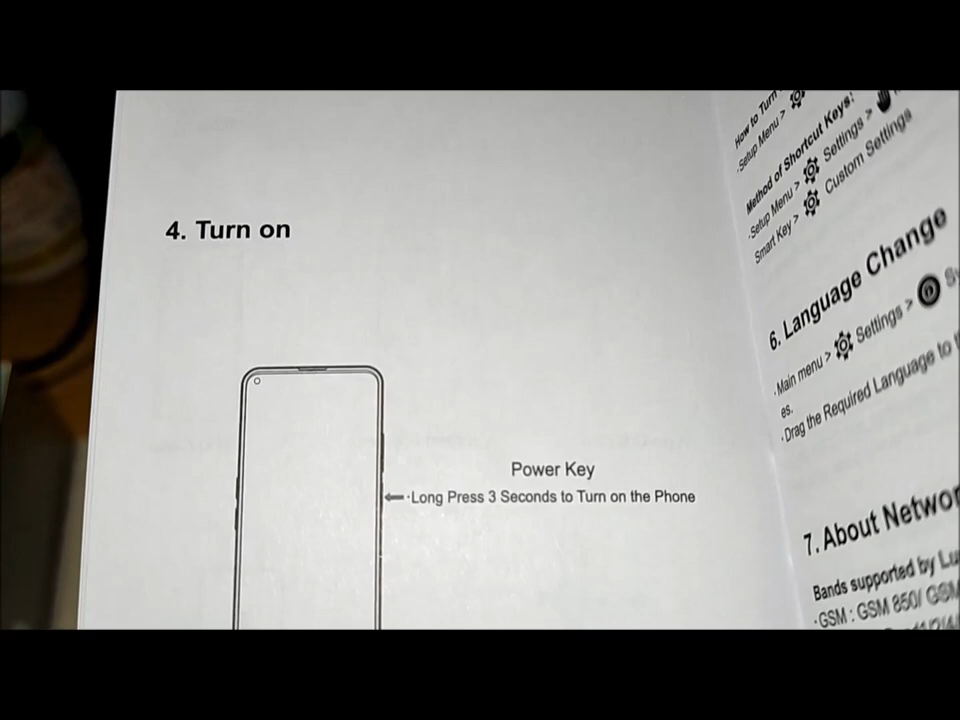 4. Turn on
Power Key
·Long Press 3 Seconds to Turn on the Phone
How to Turn
·Setup Menu >
Method of Shortcut Keys:
·Setup Menu > Settings >
Smart Key > Custom Settings
6. Language Change
·Main menu > Settings >
es.
·Drag the Required Language to
7. About
Bands supported by
·GSM : GSM 850/ GSM